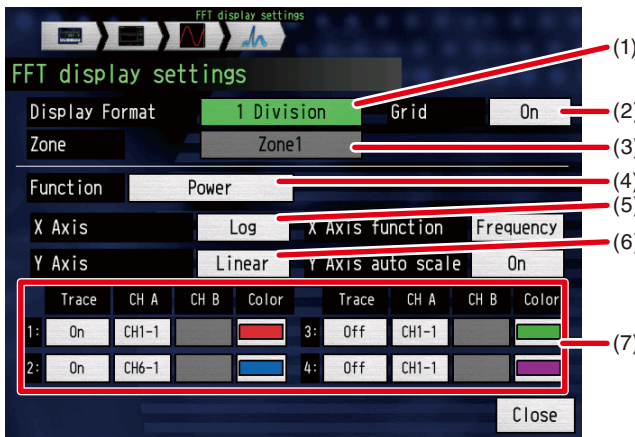 FFT display settings
FFT display settings
(1)
Display Format 1 Division Grid On (2)
Zone Zone1 (3)
Function Power (4)
(5)
X Axis Log X Axis function Frequency
(6)
Y Axis Linear Y Axis auto scale On
Trace CH A CH B Color Trace CH A CH B Color
1: On CH1-1 3: Off CH1-1
(7)
2: On CH6-1 4: Off CH1-1
Close